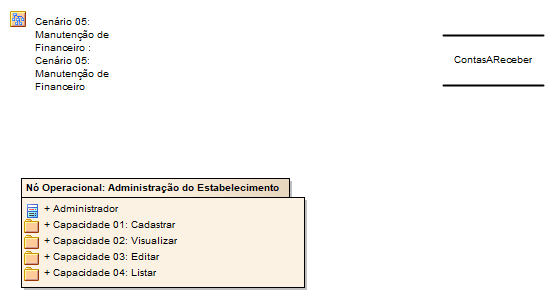 Cenário 05:
Manutenção de
Financeiro :
Cenário 05:
Manutenção de
Financeiro
ContasAReceber
Nó Operacional: Administração do Estabelecimento
+ Administrador
+ Capacidade 01: Cadastrar
+ Capacidade 02: Visualizar
+ Capacidade 03: Editar
+ Capacidade 04: Listar